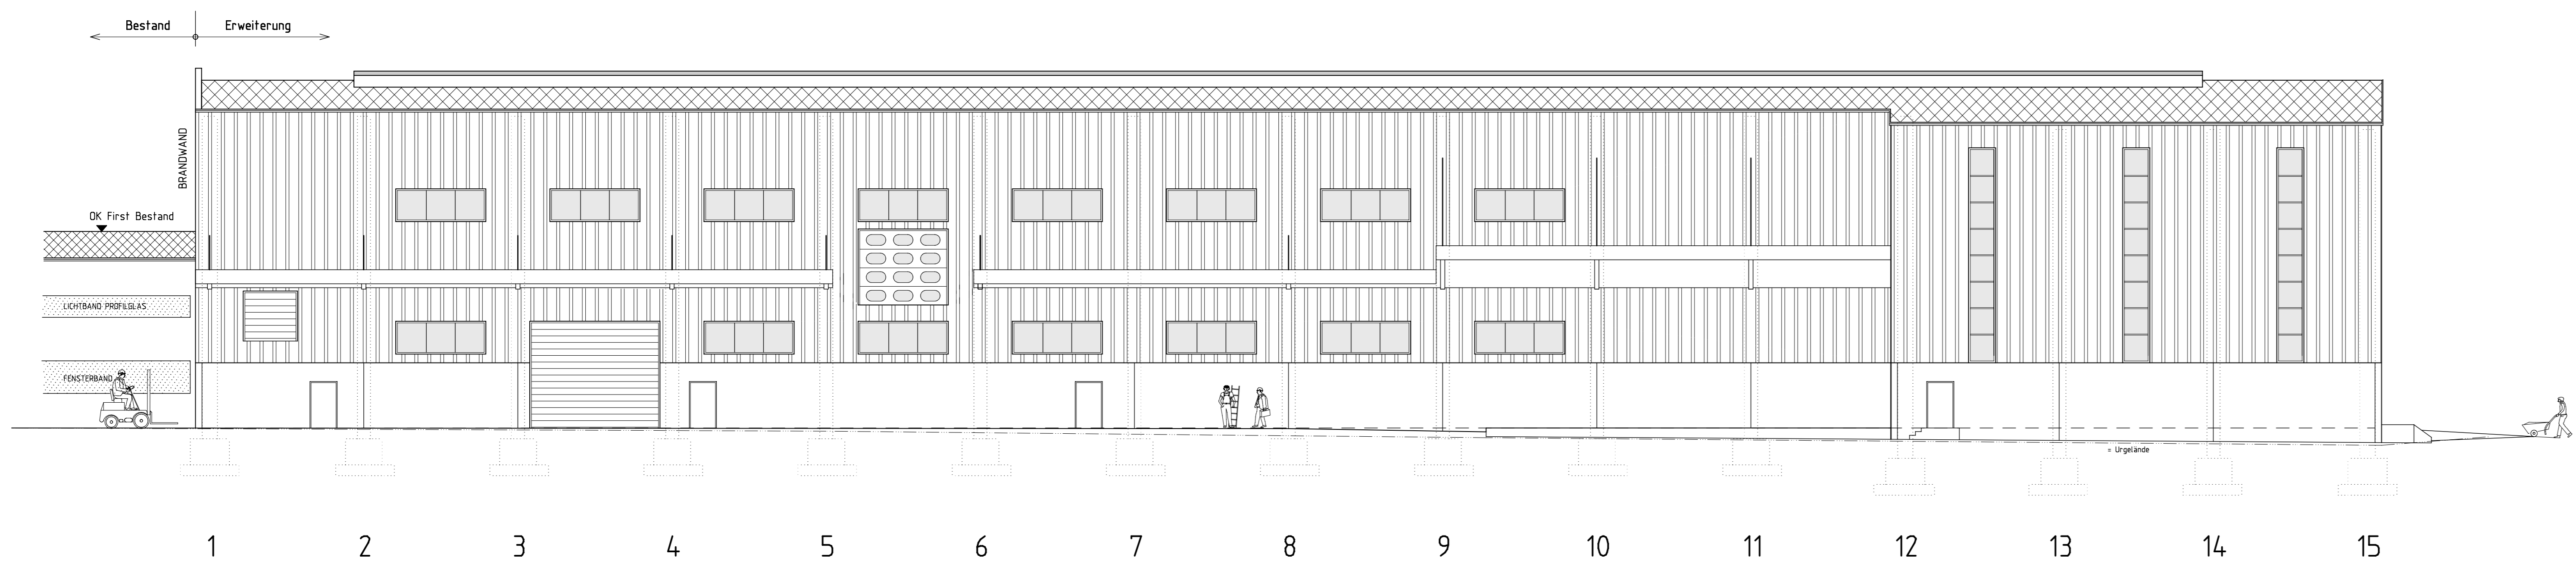 Bestand
Erweiterung
BRANDWAND
OK First Bestand
LICHTBAND PROFILGLAS
FENSTERBAND
= Urgelände
1 2 3 4 5 6 7 8 9 10 11 12 13 14 15